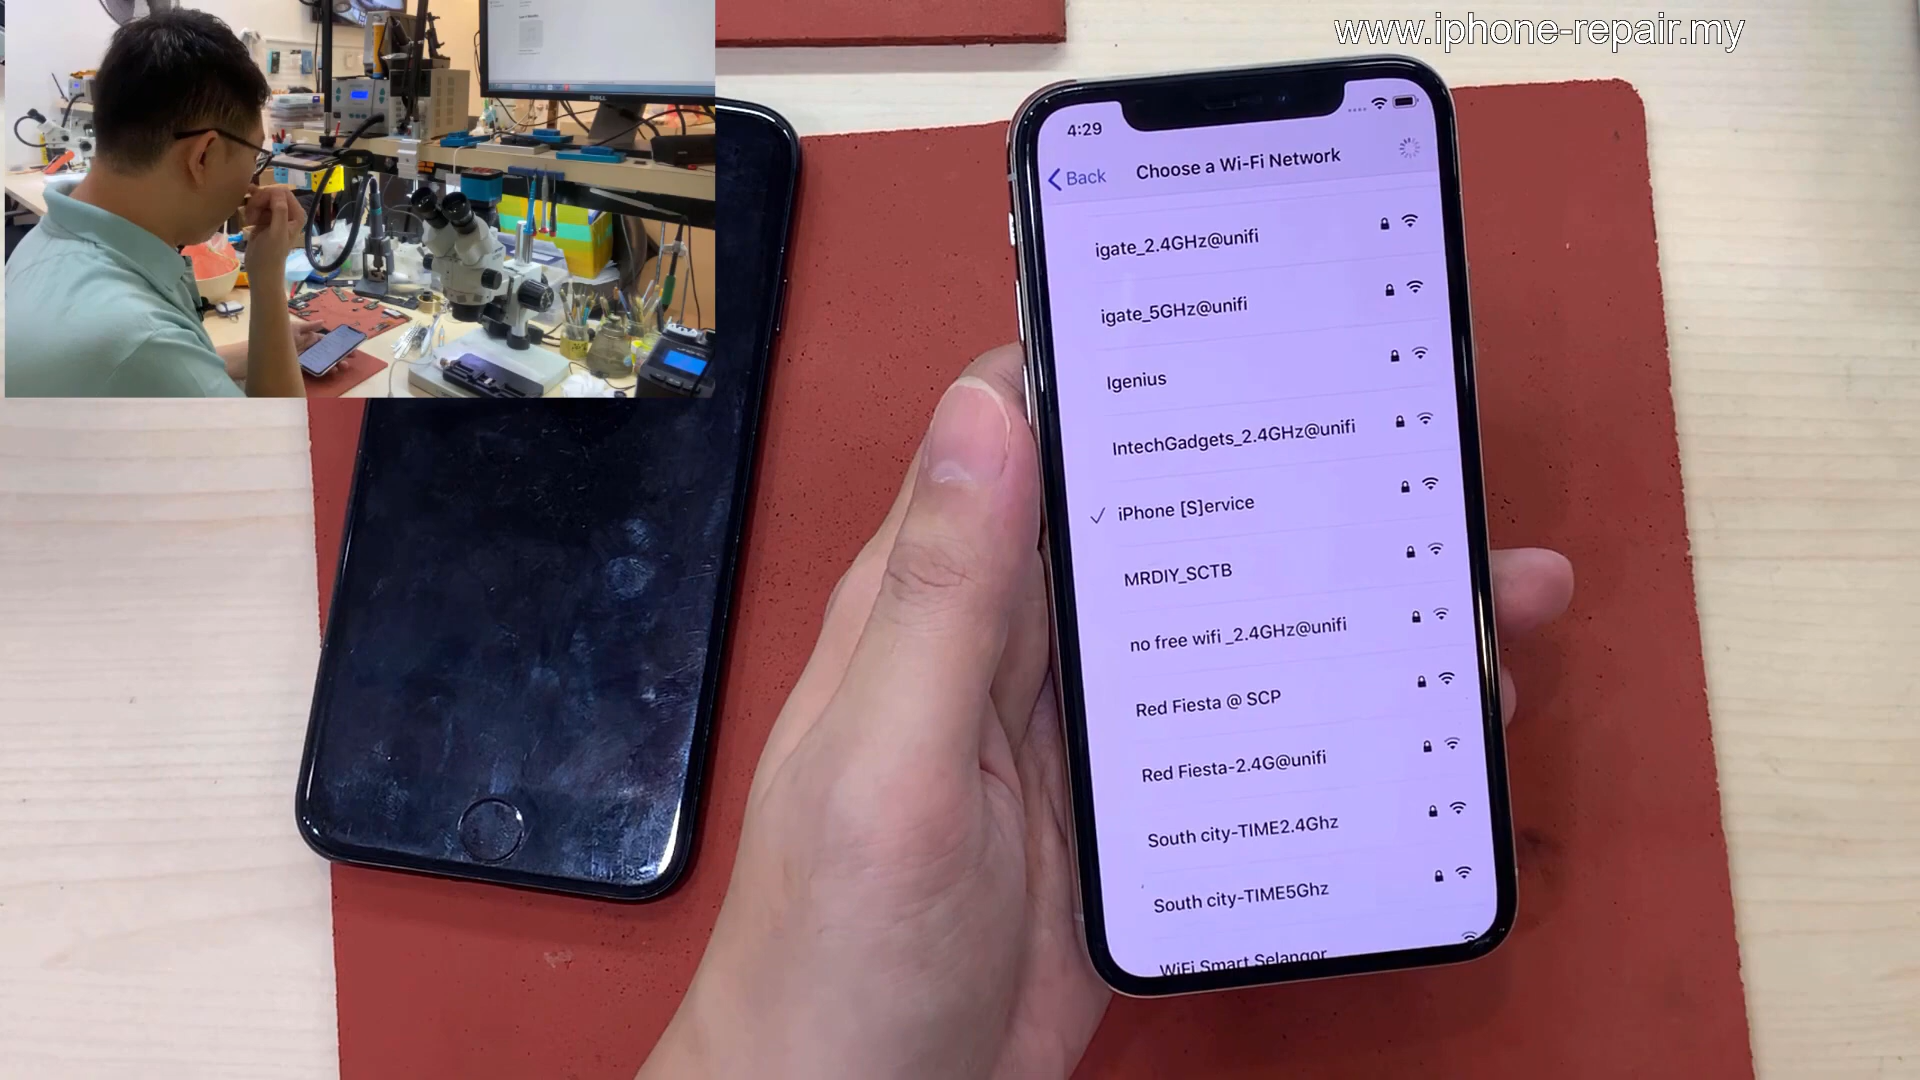 www.iphone-repair.my
DELL
4:29
Back
Choose a Wi-Fi Network
igate_2.4GHz@unifi
igate_5GHz@unifi
Igenius
IntechGadgets_2.4GHz@unifi
iPhone [S]ervice
MRDIY_SCTB
no free wifi _2.4GHz@unifi
Red Fiesta @ SCP
Red Fiesta-2.4G@unifi
South city-TIME2.4Ghz
South city-TIME5Ghz
WiFi Smart Selangor